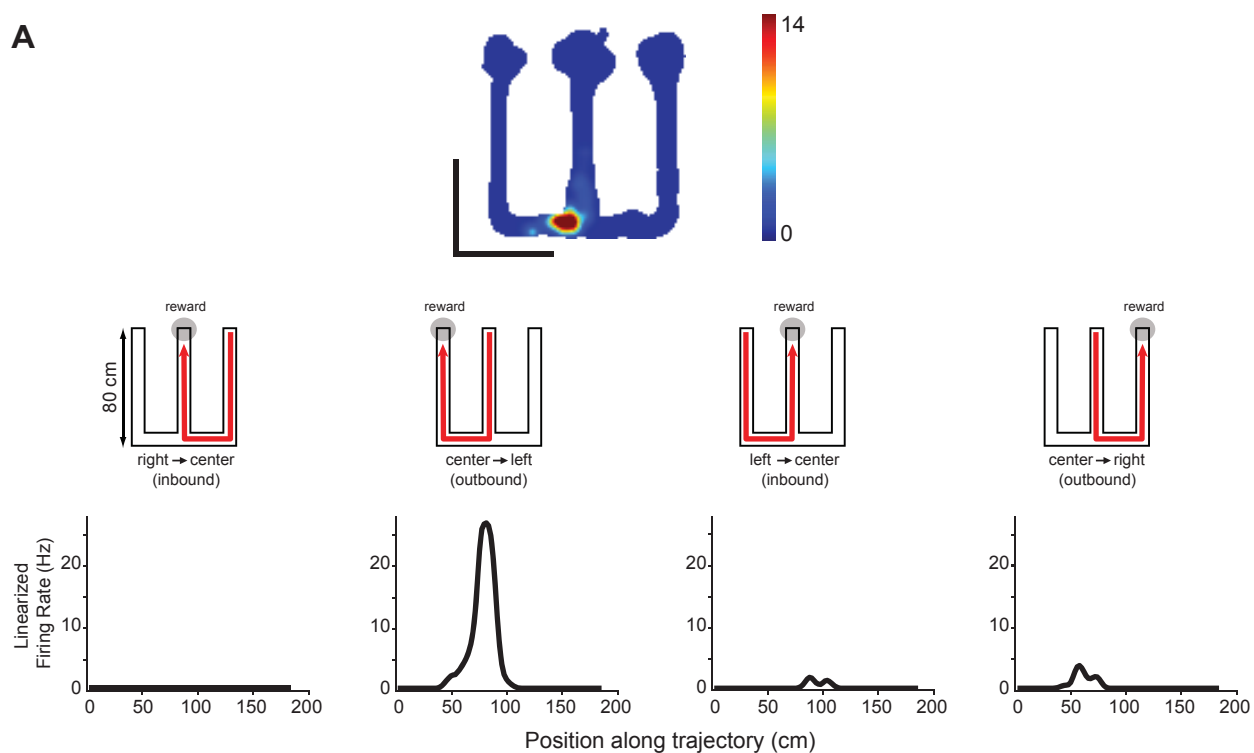 A
14
0
reward
reward
reward
reward
80 cm
right → center
(inbound)
center → left
(outbound)
left → center
(inbound)
center → right
(outbound)
Linearized
Firing Rate (Hz)
20
10
0
0 50 100 150 200
20
10
0
0 50 100 150 200
20
10
0
0 50 100 150 200
20
10
0
0 50 100 150 200
Position along trajectory (cm)